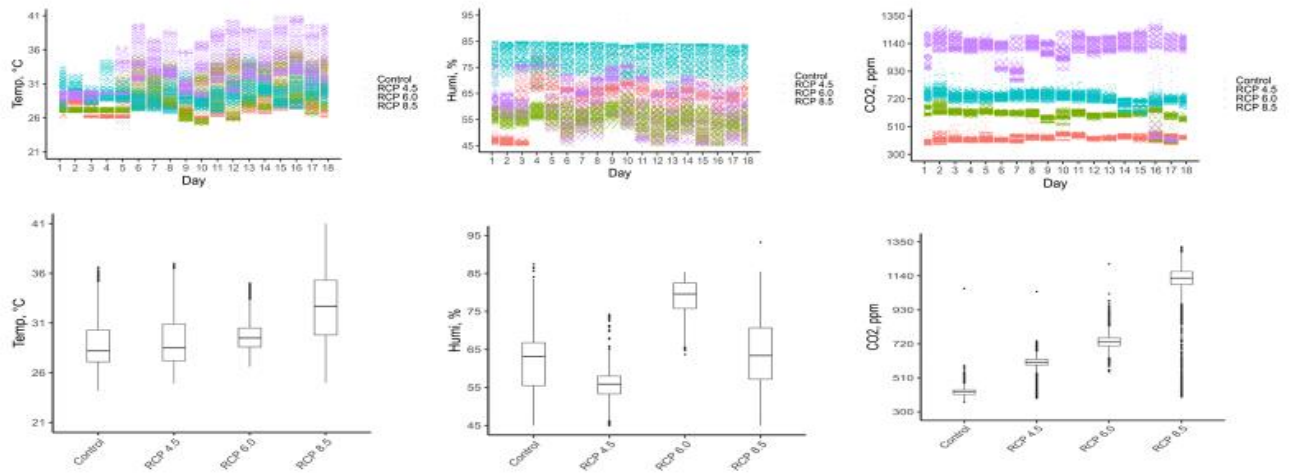 41
36
31
26
21
Temp, °C
1 2 3 4 5 6 7 8 9 10 11 12 13 14 15 16 17 18
Day
Control
RCP 4.5
RCP 6.0
RCP 8.5
95
85
75
65
55
45
Humi, %
1 2 3 4 5 6 7 8 9 10 11 12 13 14 15 16 17 18
Day
Control
RCP 4.5
RCP 6.0
RCP 8.5
1350
1140
930
720
510
300
CO2, ppm
1 2 3 4 5 6 7 8 9 10 11 12 13 14 15 16 17 18
Day
Control
RCP 4.5
RCP 6.0
RCP 8.5
41
36
31
26
21
Temp, °C
Control
RCP 4.5
RCP 6.0
RCP 8.5
95
85
75
65
55
45
Humi, %
Control
RCP 4.5
RCP 6.0
RCP 8.5
1350
1140
930
720
510
300
CO2, ppm
Control
RCP 4.5
RCP 6.0
RCP 8.5